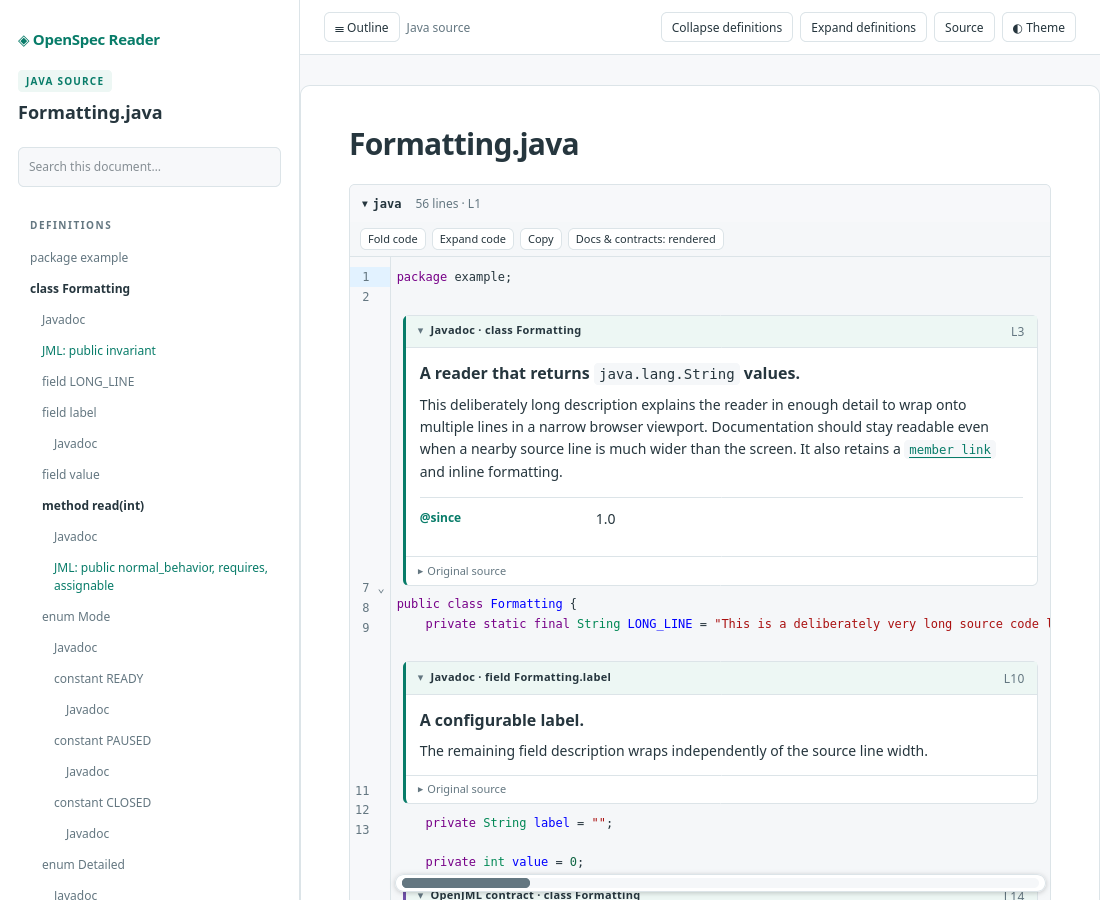 ◈ OpenSpec Reader
JAVA SOURCE
Formatting.java
Search this document...
DEFINITIONS
package example
class Formatting
Javadoc
JML: public invariant
field LONG_LINE
field label
Javadoc
field value
method read(int)
Javadoc
JML: public normal_behavior, requires,
assignable
enum Mode
Javadoc
constant READY
Javadoc
constant PAUSED
Javadoc
constant CLOSED
Javadoc
enum Detailed
Javadoc
≡ Outline Java source Collapse definitions Expand definitions Source ◐ Theme
Formatting.java
▾ java 56 lines · L1
Fold code Expand code Copy Docs & contracts: rendered
1 package example;
2
▾ Javadoc · class Formatting L3
A reader that returns java.lang.String values.
This deliberately long description explains the reader in enough detail to wrap onto
multiple lines in a narrow browser viewport. Documentation should stay readable even
when a nearby source line is much wider than the screen. It also retains a member link
and inline formatting.
@since 1.0
▸ Original source
7 ⌄
public class Formatting {
8
private static final String LONG_LINE = "This is a deliberately very long source code l
9
▾ Javadoc · field Formatting.label L10
A configurable label.
The remaining field description wraps independently of the source line width.
▸ Original source
11
12
private String label = "";
13
private int value = 0;
▾ OpenJML contract · class Formatting L14